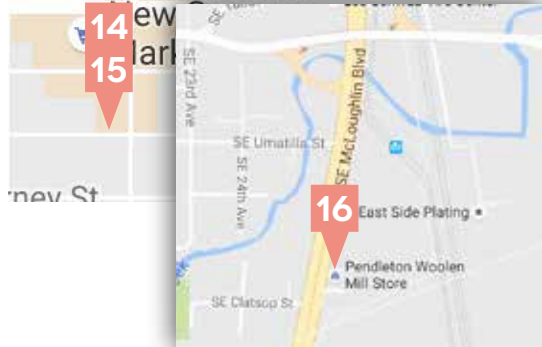 14
15
SE 23rd Ave
SE McLoughlin Blvd
SE Umatilla St
SE 24th Ave
16
East Side Plating
Pendleton Woolen
Mill Store
SE Clatsop St